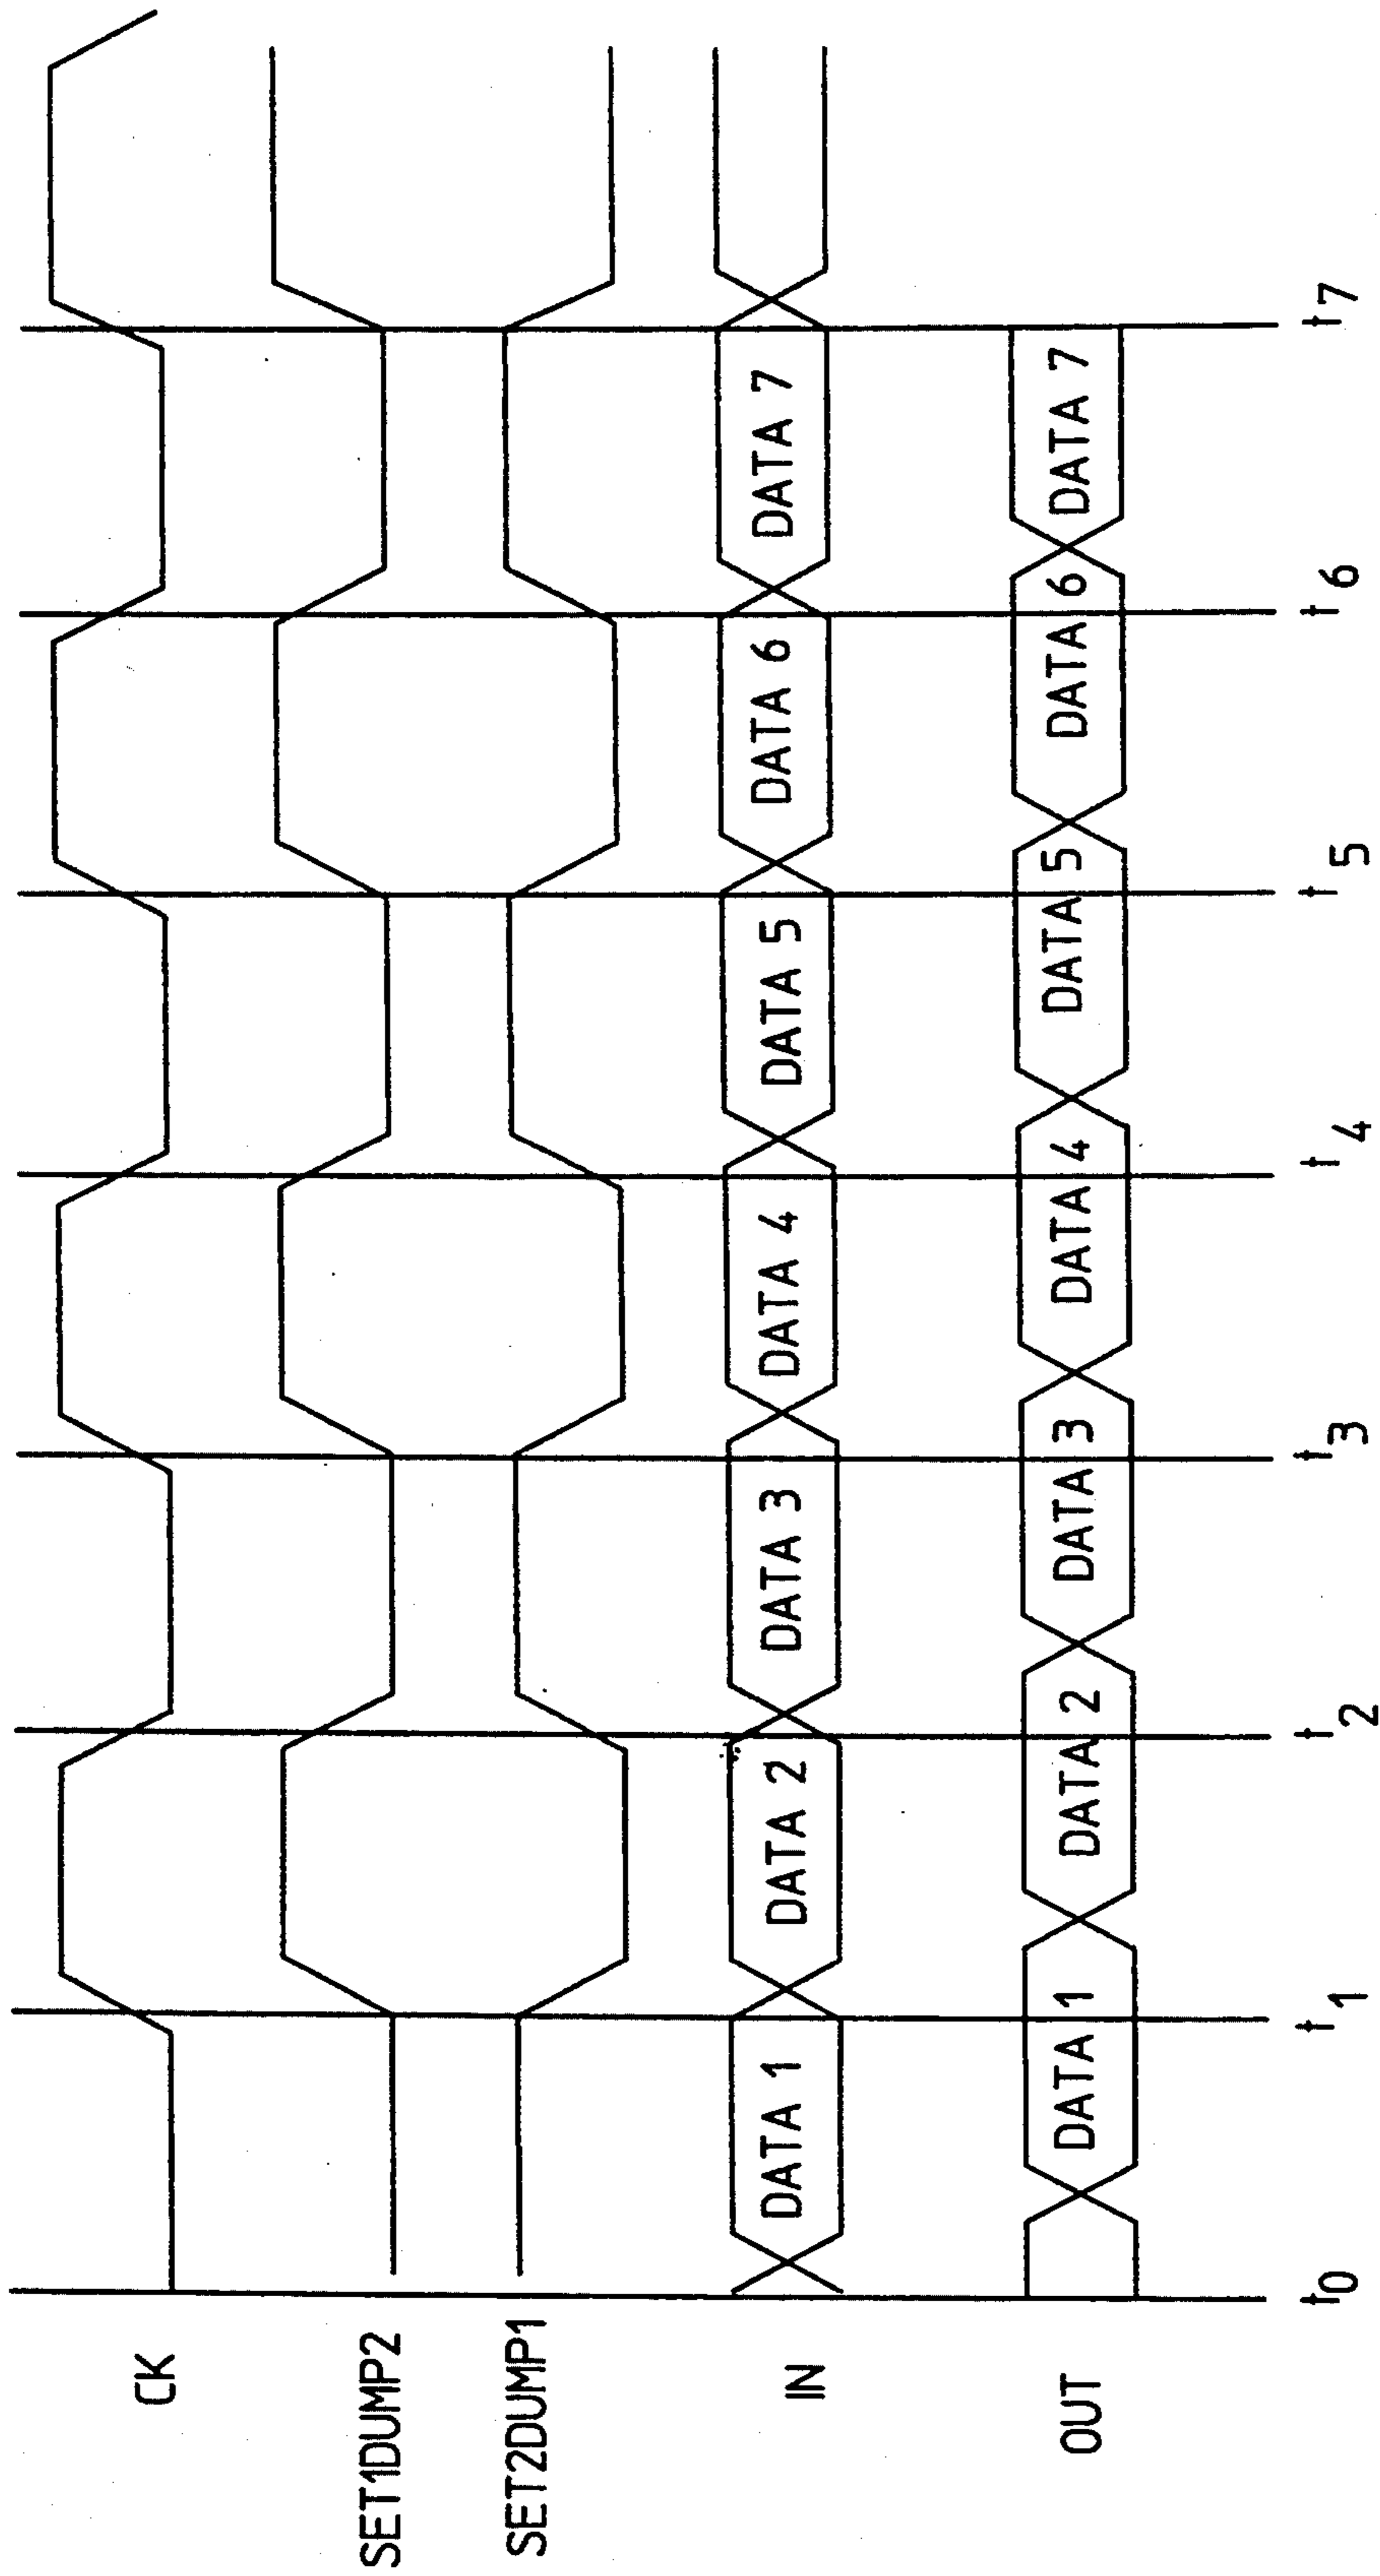 CK
SET1DUMP2
SET2DUMP1
IN
DATA 1 DATA 2 DATA 3 DATA 4 DATA 5 DATA 6 DATA 7
OUT
DATA 1 DATA 2 DATA 3 DATA 4 DATA 5 DATA 6 DATA 7
t0 t1 t2 t3 t4 t5 t6 t7